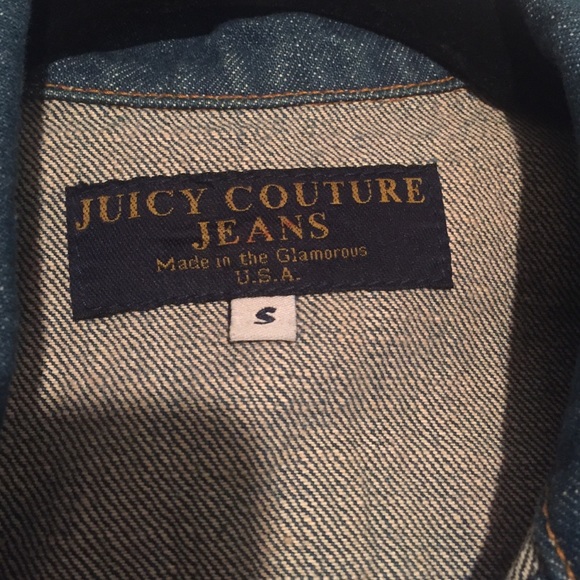 JUICY COUTURE
JEANS
Made in the Glamorous
U.S.A.
S